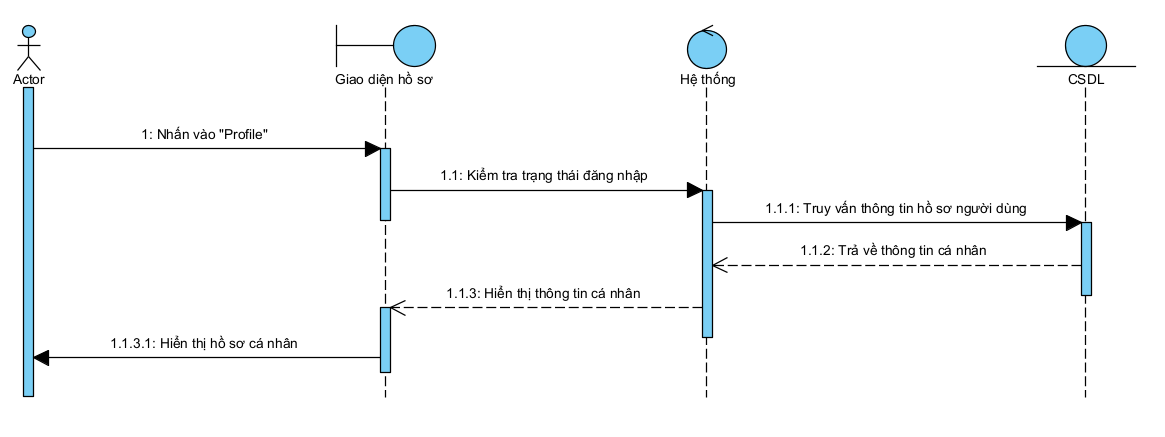 Actor
Giao diện hồ sơ
Hệ thống
CSDL
1: Nhấn vào "Profile"
1.1: Kiểm tra trạng thái đăng nhập
1.1.1: Truy vấn thông tin hồ sơ người dùng
1.1.2: Trả về thông tin cá nhân
1.1.3: Hiển thị thông tin cá nhân
1.1.3.1: Hiển thị hồ sơ cá nhân